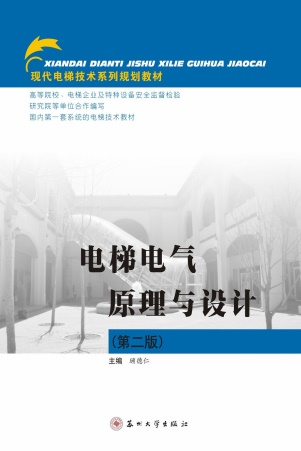 XIANDAI DIANTI JISHU XILIE GUIHUA JIAOCAI
现代电梯技术系列规划教材
高等院校、电梯企业及特种设备安全监督检验
研究院等单位合作编写
国内第一套系统的电梯技术教材
电梯电气
原理与设计
(第二版)
主编 顾德仁
苏州大学出版社